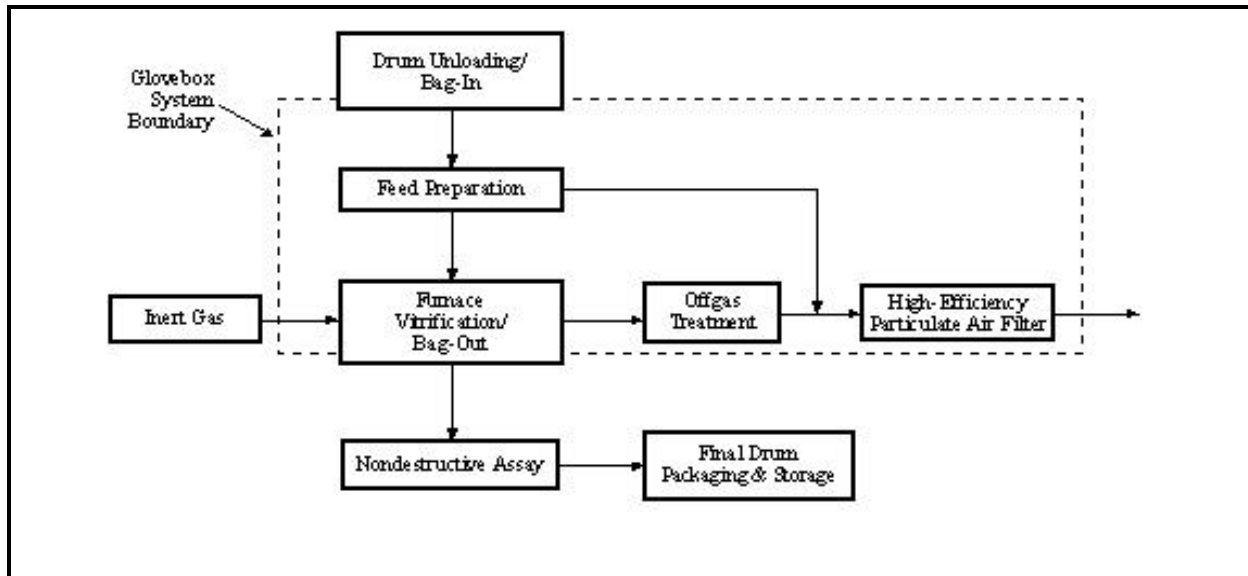 Drum Unloading/
Bag-In
Glovebox
System
Boundary
Feed Preparation
Inert Gas
Furnace
Vitrification/
Bag-Out
Offgas
Treatment
High-Efficiency
Particulate Air Filter
Nondestructive Assay
Final Drum
Packaging & Storage